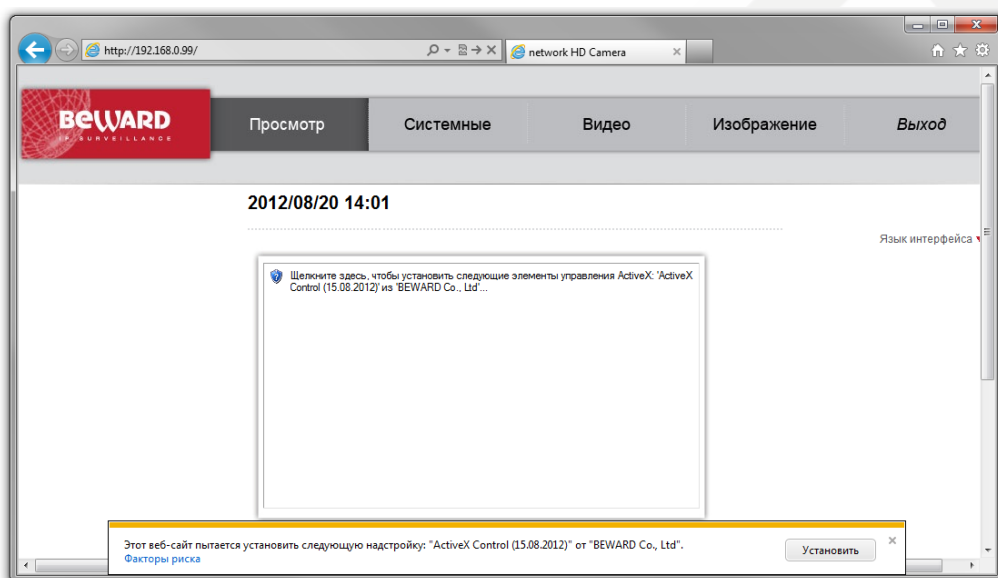 http://192.168.0.99/
network HD Camera
BEWARD
IP SURVEILLANCE
Просмотр
Системные
Видео
Изображение
Выход
2012/08/20 14:01
Язык интерфейса
Щелкните здесь, чтобы установить следующие элементы управления ActiveX: 'ActiveX
Control (15.08.2012)' из 'BEWARD Co., Ltd'...
Этот веб-сайт пытается установить следующую надстройку: "ActiveX Control (15.08.2012)" от "BEWARD Co., Ltd".
Факторы риска
Установить